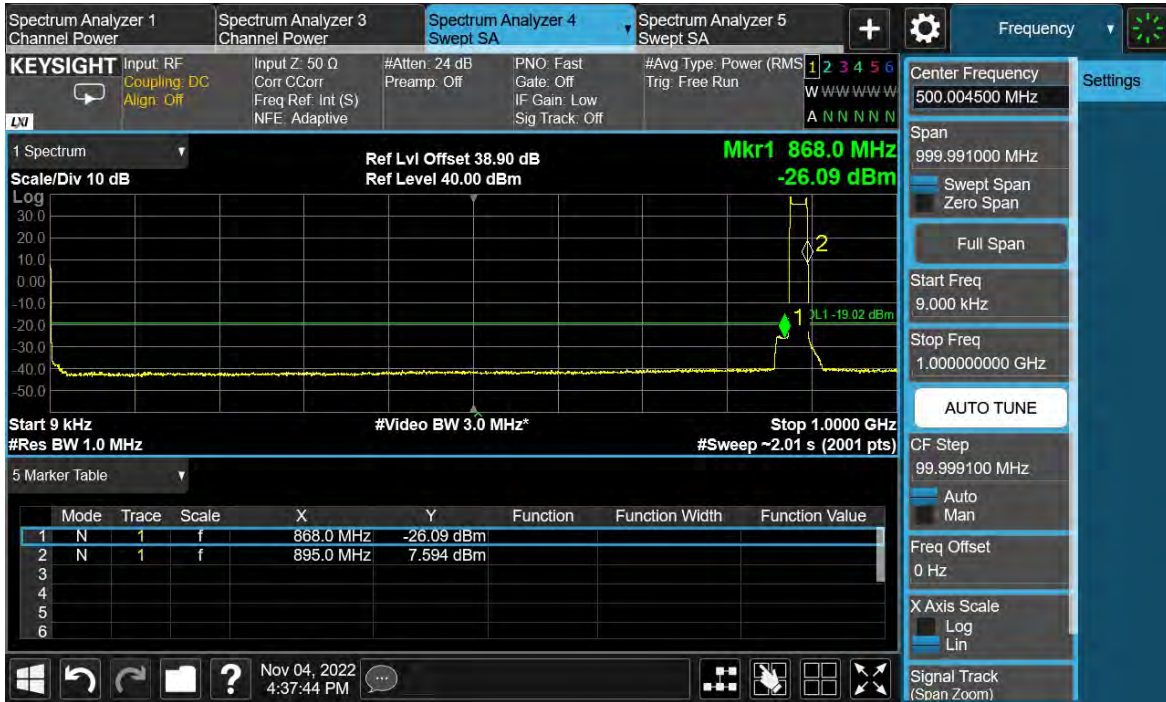 Spectrum Analyzer 1
Channel Power
Spectrum Analyzer 3
Channel Power
Spectrum Analyzer 4
Swept SA
Spectrum Analyzer 5
Swept SA
+
Frequency
KEYSIGHT
LXI
Input: RF
Coupling: DC
Align: Off
Input Z: 50 Ω
Corr CCorr
Freq Ref: Int (S)
NFE: Adaptive
#Atten: 24 dB
Preamp: Off
PNO: Fast
Gate: Off
IF Gain: Low
Sig Track: Off
#Avg Type: Power (RMS
Trig: Free Run
1 2 3 4 5 6
W W W W W W
A N N N N N
1 Spectrum
Scale/Div 10 dB
Ref Lvl Offset 38.90 dB
Ref Level 40.00 dBm
Mkr1 868.0 MHz
-26.09 dBm
Log
30.0
20.0
10.0
0.00
-10.0
-20.0
-30.0
-40.0
-50.0
2
1
DL1 -19.02 dBm
Start 9 kHz
#Res BW 1.0 MHz
#Video BW 3.0 MHz*
Stop 1.0000 GHz
#Sweep ~2.01 s (2001 pts)
5 Marker Table
Mode Trace Scale X Y Function Function Width Function Value
1 N 1 f 868.0 MHz -26.09 dBm
2 N 1 f 895.0 MHz 7.594 dBm
3
4
5
6
Nov 04, 2022
4:37:44 PM
Settings
Center Frequency
500.004500 MHz
Span
999.991000 MHz
Swept Span
Zero Span
Full Span
Start Freq
9.000 kHz
Stop Freq
1.000000000 GHz
AUTO TUNE
CF Step
99.999100 MHz
Auto
Man
Freq Offset
0 Hz
X Axis Scale
Log
Lin
Signal Track
(Span Zoom)